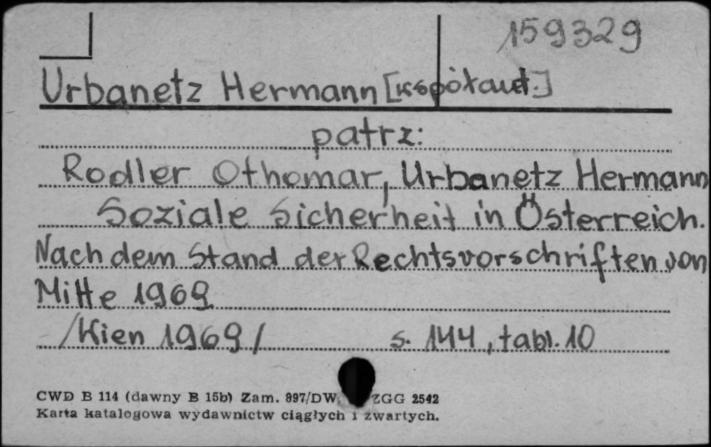 159329
Urbanetz Hermann [współaut.]
patrz:
Rodler Othomar, Urbanetz Hermann
Soziale Sicherheit in Österreich.
Nach dem Stand der Rechtsvorschriften von
Mitte 1969
/Wien 1969/ s. 144, tabl. 10
CWD B 114 (dawny B 15b) Zam. 897/DW ZGG 2542
Karta katalogowa wydawnictw ciągłych i zwartych.